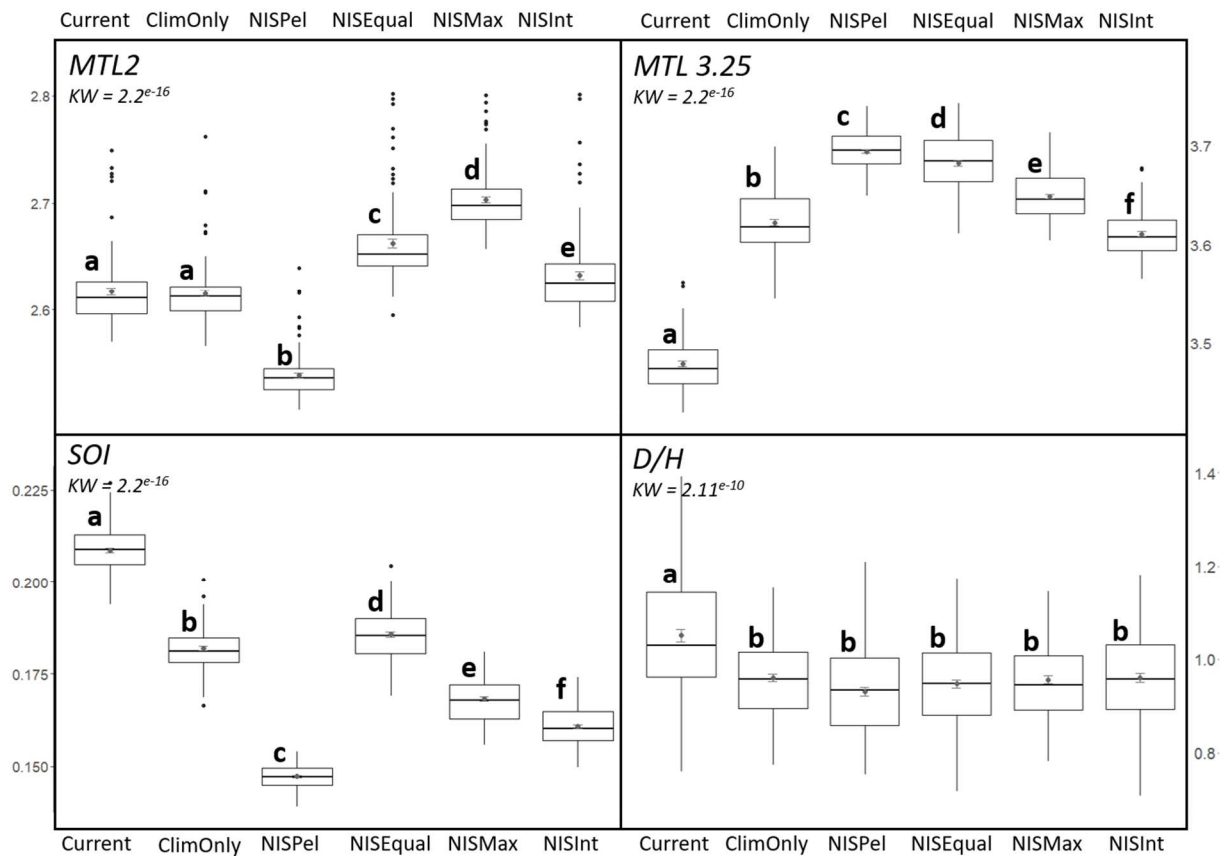 Current ClimOnly NISPel NISEqual NISMax NISInt Current ClimOnly NISPel NISEqual NISMax NISInt
MTL2
KW = 2.2e-16
2.8
2.7
2.6
a a b c d e
MTL 3.25
KW = 2.2e-16
3.7
3.6
3.5
a b c d e f
SOI
KW = 2.2e-16
0.225
0.200
0.175
0.150
a b c d e f
D/H
KW = 2.11e-10
1.4
1.2
1.0
0.8
a b b b b b
Current ClimOnly NISPel NISEqual NISMax NISInt Current ClimOnly NISPel NISEqual NISMax NISInt